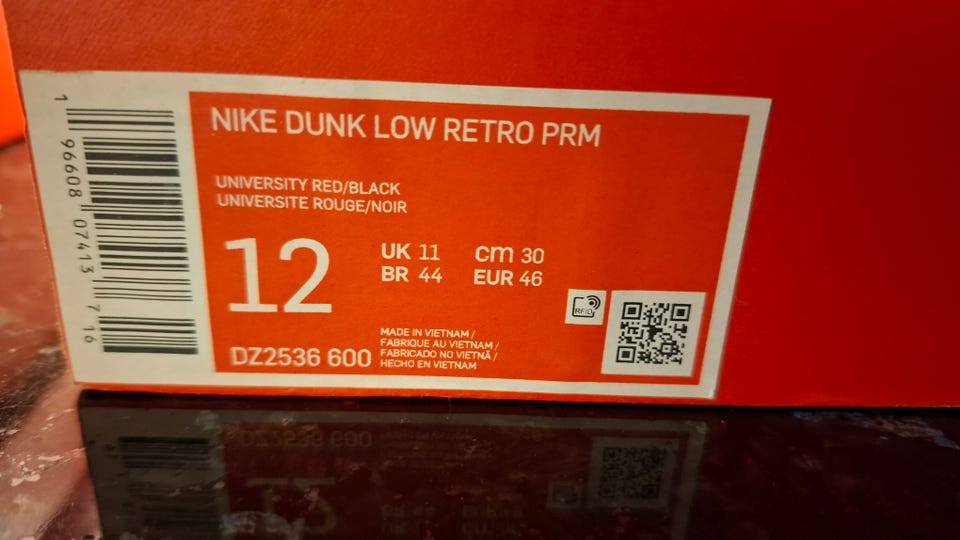 NIKE DUNK LOW RETRO PRM
UNIVERSITY RED/BLACK
UNIVERSITE ROUGE/NOIR
12
UK 11
cm 30
BR 44
EUR 46
RFID
DZ2536 600
MADE IN VIETNAM /
FABRIQUE AU VIETNAM /
FABRICADO NO VIETNÃ /
HECHO EN VIETNAM
1 96608 07413 7 16